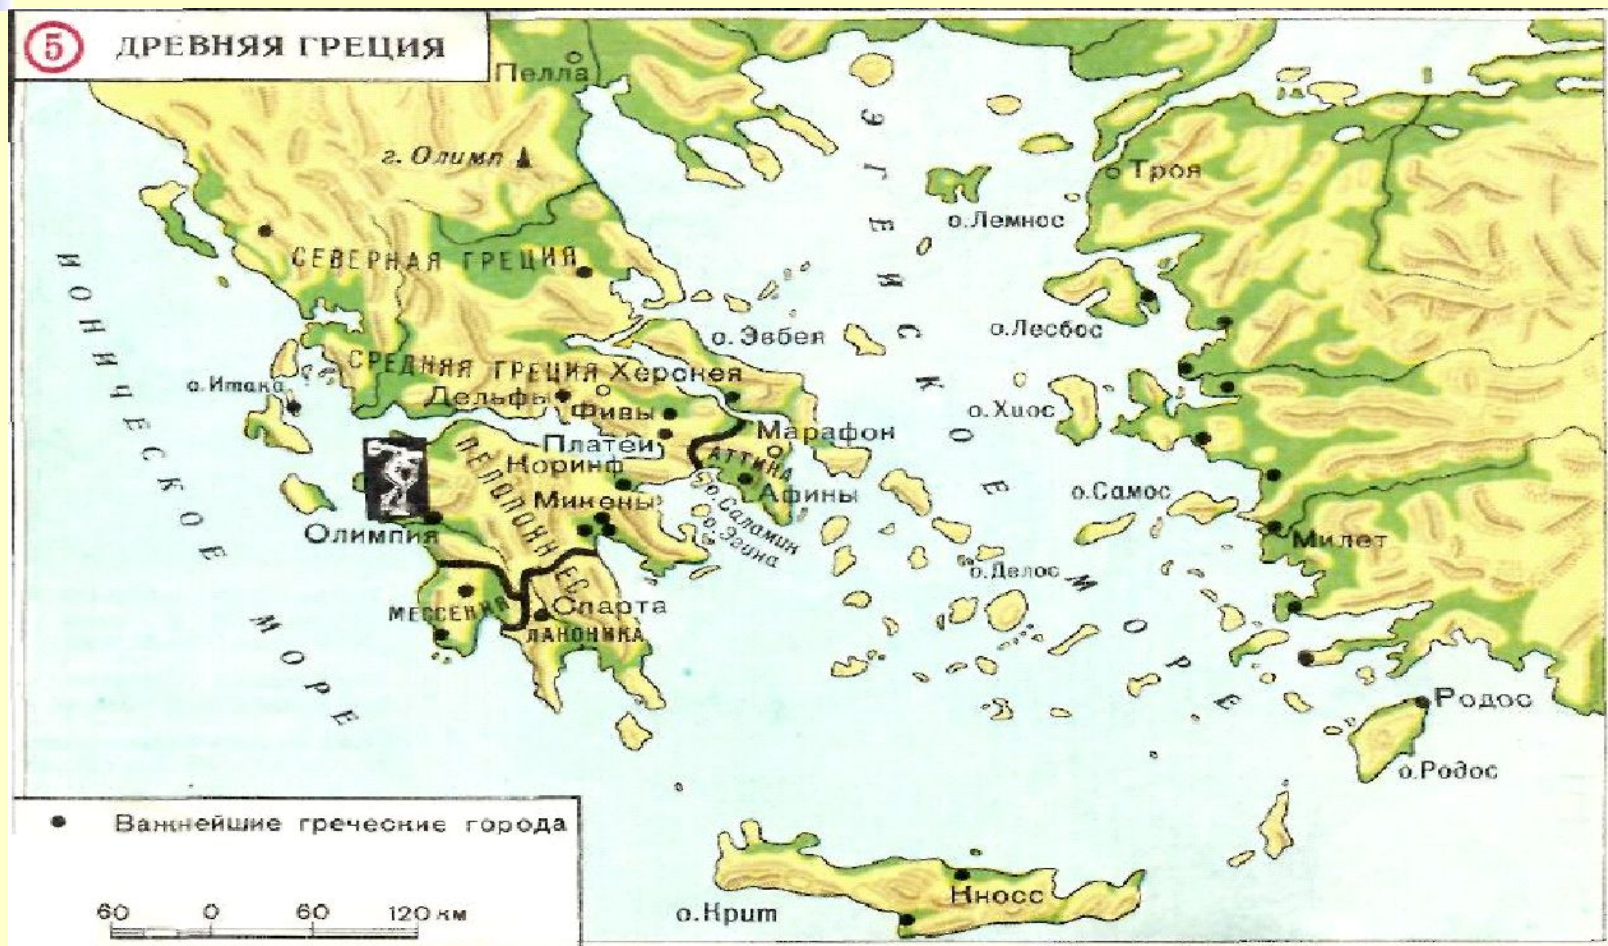 5 ДРЕВНЯЯ ГРЕЦИЯ
Пелла
г. Олимп
ЭГЕЙСКОЕ МОРЕ
Троя
о.Лемнос
СЕВЕРНАЯ ГРЕЦИЯ
ИОНИЧЕСКОЕ МОРЕ
о.Эвбея
о.Лесбос
СРЕДНЯЯ ГРЕЦИЯ
Херонея
о.Итака
Дельфы
Фивы
о.Хиос
Марафон
Платеи
АТТИКА
Коринф
ПЕЛОПОННЕС
Микены
Афины
о.Самос
о.Саламин
о.Эгина
Олимпия
Милет
о.Делос
МЕССЕНИЯ
Спарта
ЛАКОНИКА
Родос
о.Родос
Кносс
о.Крит
Важнейшие греческие города
60 0 60 120 км